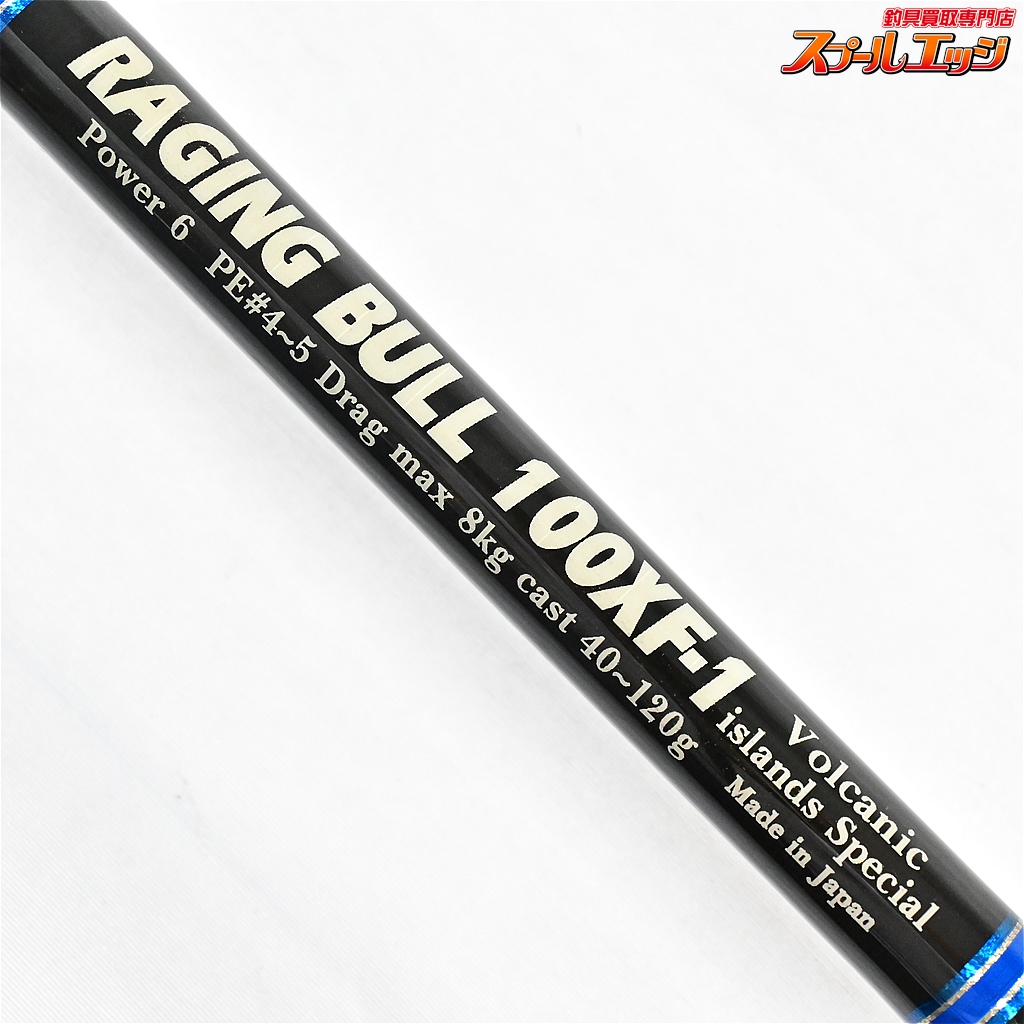 釣具買取専門店
スプールエッジ
RAGING BULL 100XF-1
Volcanic
islands Special
Power 6 PE#4~5 Drag max 8kg cast 40~120g
Made in Japan